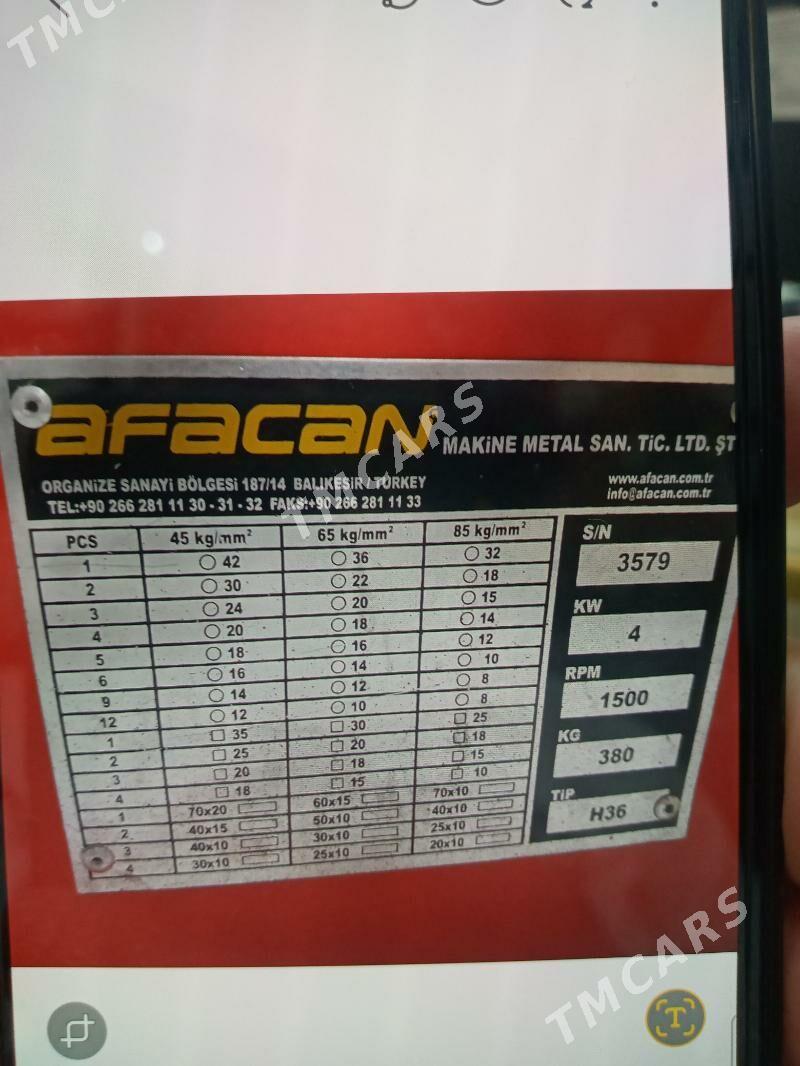 TMCARS
aFacaN® MAKiNE METAL SAN. TiC. LTD. ŞT
ORGANiZE SANAYi BÖLGESi 187/14 BALIKESiR / TÜRKEY
TEL:+90 266 281 11 30 - 31 - 32 FAKS:+90 266 281 11 33
www.afacan.com.tr
info@afacan.com.tr
TMCARS
PCS 45 kg/mm² 65 kg/mm² 85 kg/mm²
1 ○ 42 ○ 36 ○ 32
2 ○ 30 ○ 22 ○ 18
3 ○ 24 ○ 20 ○ 15
4 ○ 20 ○ 18 ○ 14
5 ○ 18 ○ 16 ○ 12
6 ○ 16 ○ 14 ○ 10
9 ○ 14 ○ 12 ○ 8
12 ○ 12 ○ 10 ○ 8
1 □ 35 □ 30 □ 25
2 □ 25 □ 20 □ 18
3 □ 20 □ 18 □ 15
4 □ 18 □ 15 □ 10
1 70x20 60x15 70x10
2 40x15 50x10 40x10
3 40x10 30x10 25x10
4 30x10 25x10 20x10
S/N
3579
KW
4
RPM
1500
KG
380
TiP
H36
TMCARS
T